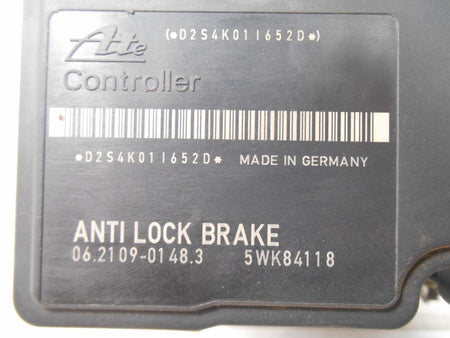 Ate (*D2S4K011652D*)
Controller
*D2S4K011652D* MADE IN GERMANY
ANTI LOCK BRAKE
06.2109-0148.3 5WK84118